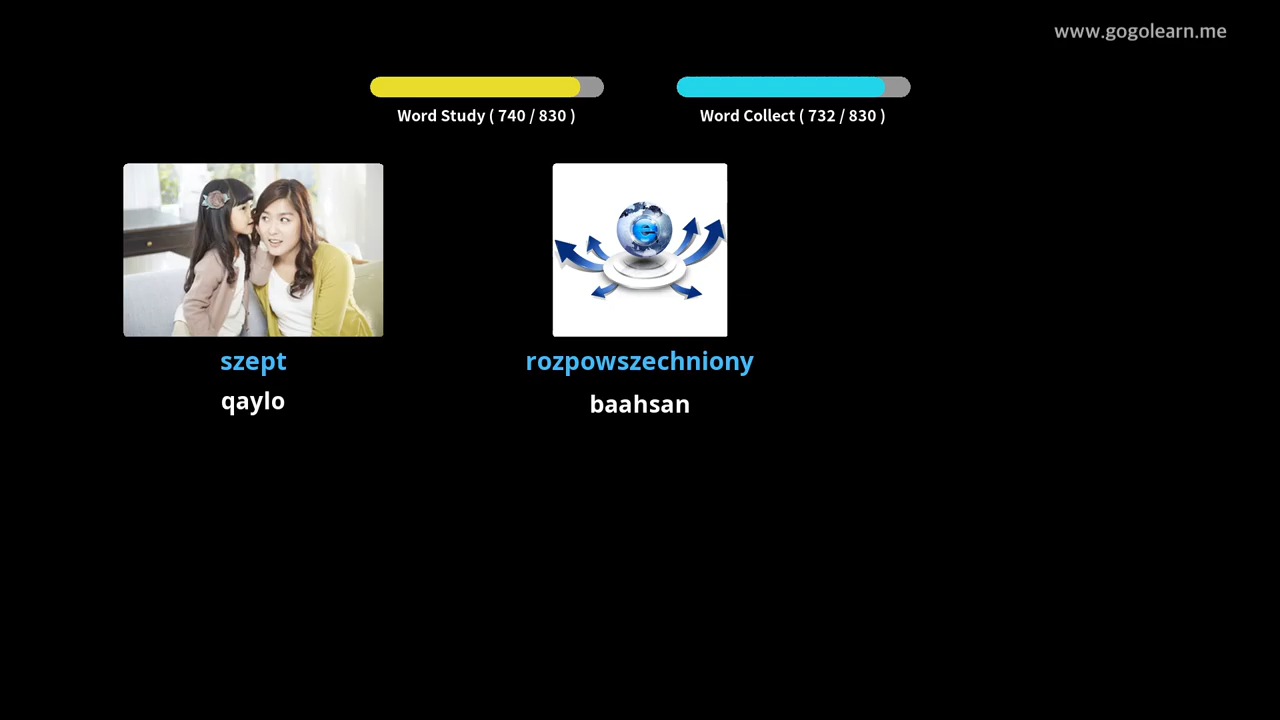 www.gogolearn.me
Word Study ( 740 / 830 )
Word Collect ( 732 / 830 )
e
szept
rozpowszechniony
qaylo
baahsan